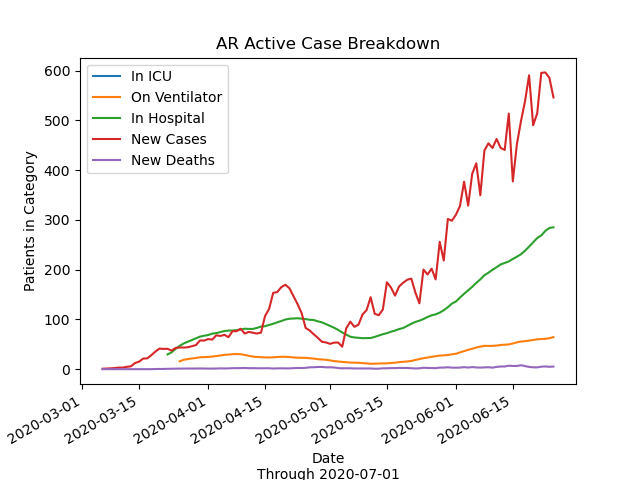 AR Active Case Breakdown
In ICU
On Ventilator
In Hospital
New Cases
New Deaths
Patients in Category
600
500
400
300
200
100
0
2020-03-01
2020-03-15
2020-04-01
2020-04-15
2020-05-01
2020-05-15
2020-06-01
2020-06-15
Date
Through 2020-07-01